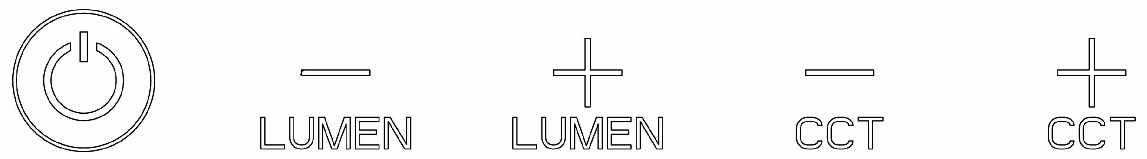 − + − +
LUMEN LUMEN CCT CCT